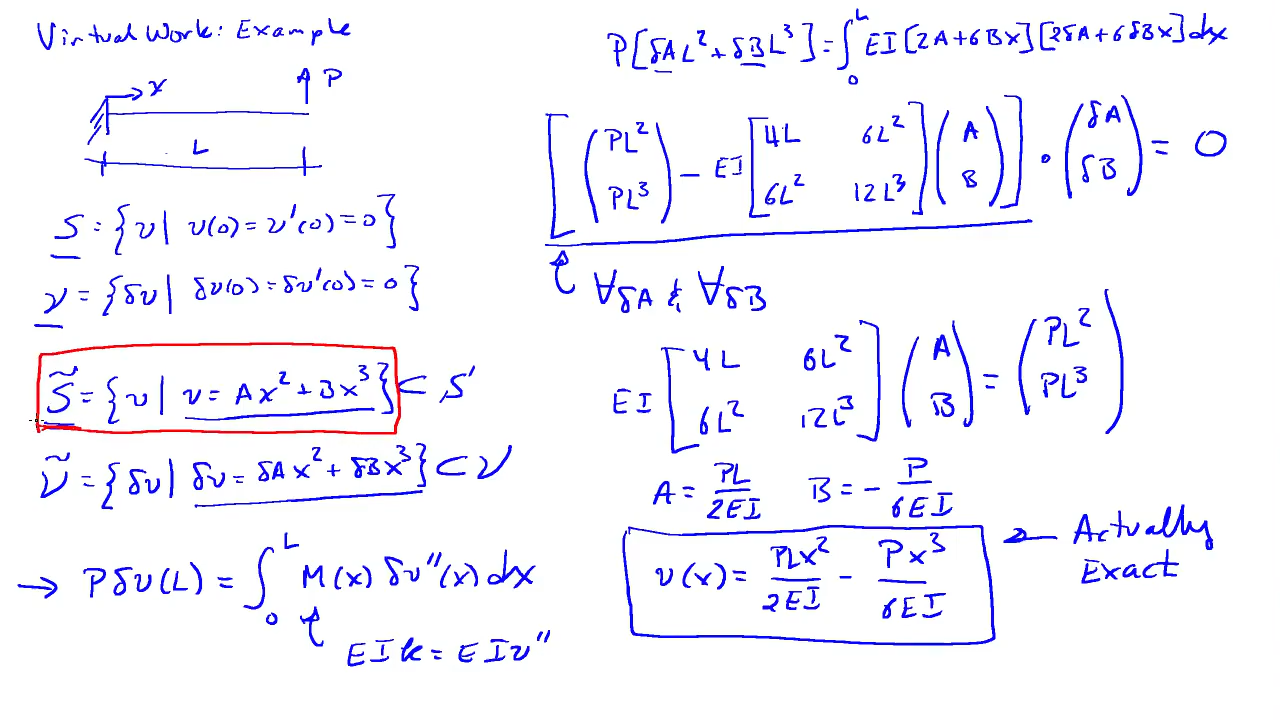 Virtual Work: Example
x
P
L
S = {v | v(0) = v'(0) = 0}
𝒱 = {δv | δv(0) = δv'(0) = 0}
S̃ = {v | v = Ax² + Bx³} ⊂ S
Ṽ = {δv | δv = δAx² + δBx³} ⊂ 𝒱
→ Pδv(L) = ∫₀ᴸ M(x) δv''(x) dx
EIκ = EIv''
P[δAL² + δBL³] = ∫₀ᴸ EI[2A + 6Bx][2δA + 6δBx]dx
[(PL² PL³) − EI [4L 6L² 6L² 12L³] (A B)] • (δA δB) = 0
∀δA & ∀δB
EI [4L 6L² 6L² 12L³] (A B) = (PL² PL³)
A = PL/2EI B = −P/6EI
v(x) = PLx²/2EI − Px³/6EI ← Actually
Exact